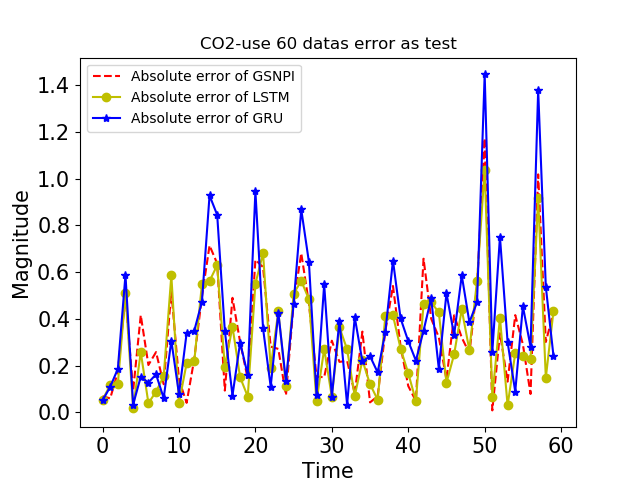 CO2-use 60 datas error as test
Absolute error of GSNPI
Absolute error of LSTM
Absolute error of GRU
Magnitude
1.4
1.2
1.0
0.8
0.6
0.4
0.2
0.0
0 10 20 30 40 50 60
Time